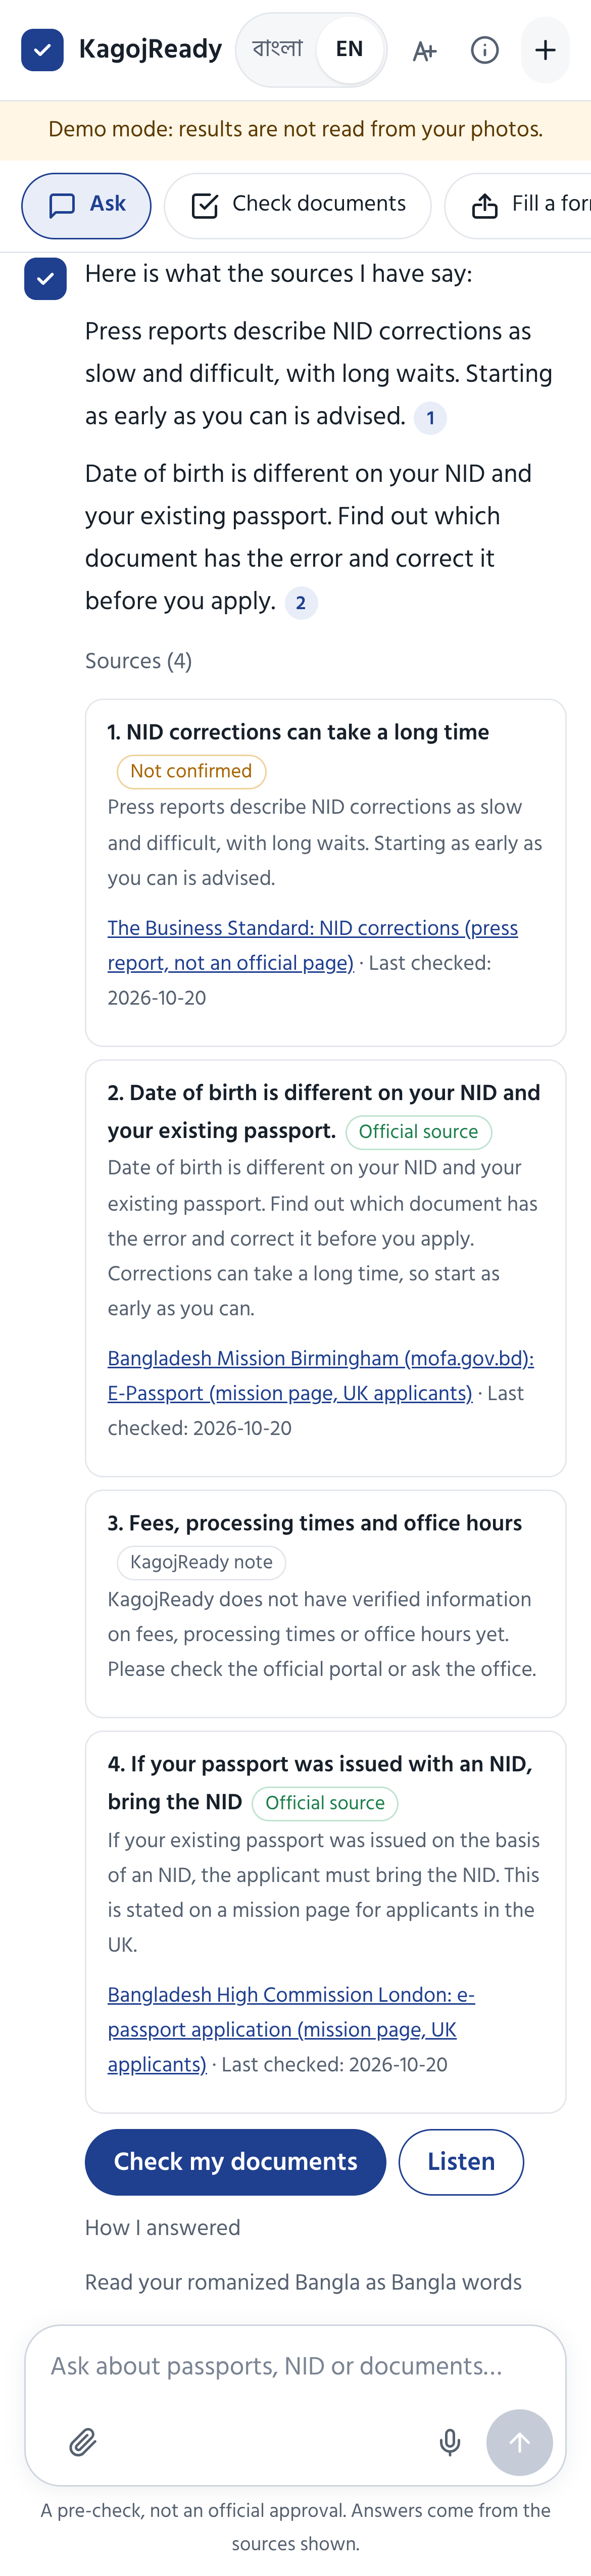 KagojReady
বাংলা
EN
A+
Demo mode: results are not read from your photos.
Ask
Check documents
Fill a for
Here is what the sources I have say:
Press reports describe NID corrections as
slow and difficult, with long waits. Starting
as early as you can is advised. 1
Date of birth is different on your NID and
your existing passport. Find out which
document has the error and correct it
before you apply. 2
Sources (4)
1. NID corrections can take a long time
Not confirmed
Press reports describe NID corrections as slow
and difficult, with long waits. Starting as early as
you can is advised.
The Business Standard: NID corrections (press
report, not an official page) · Last checked:
2026-10-20
2. Date of birth is different on your NID and
your existing passport. Official source
Date of birth is different on your NID and your
existing passport. Find out which document has
the error and correct it before you apply.
Corrections can take a long time, so start as
early as you can.
Bangladesh Mission Birmingham (mofa.gov.bd):
E-Passport (mission page, UK applicants) · Last
checked: 2026-10-20
3. Fees, processing times and office hours
KagojReady note
KagojReady does not have verified information
on fees, processing times or office hours yet.
Please check the official portal or ask the office.
4. If your passport was issued with an NID,
bring the NID Official source
If your existing passport was issued on the basis
of an NID, the applicant must bring the NID. This
is stated on a mission page for applicants in the
UK.
Bangladesh High Commission London: e-
passport application (mission page, UK
applicants) · Last checked: 2026-10-20
Check my documents
Listen
How I answered
Read your romanized Bangla as Bangla words
Ask about passports, NID or documents...
A pre-check, not an official approval. Answers come from the
sources shown.